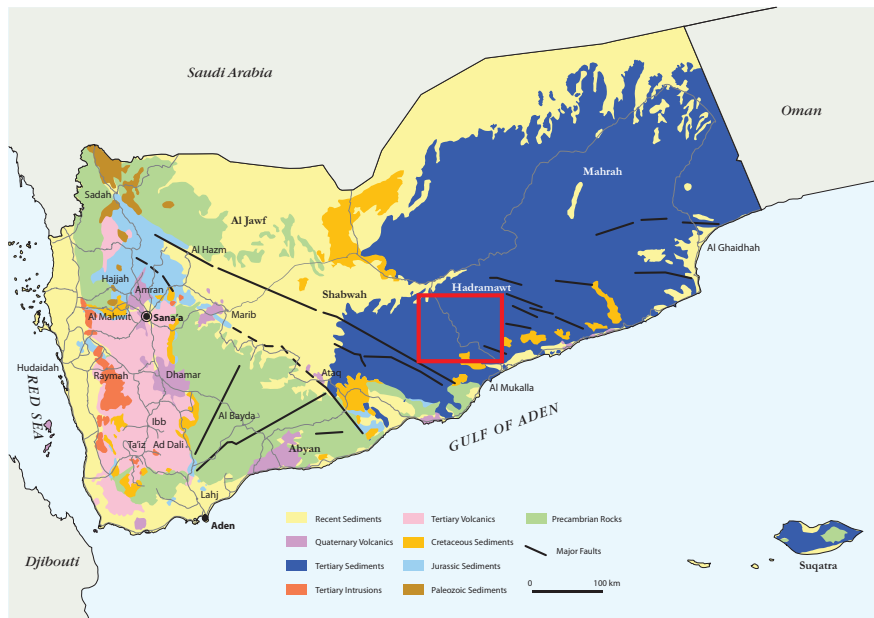 Saudi Arabia
Oman
Mahrah
Sadah
Al Jawf
Al Hazm
Al Ghaidhah
Hajjah
Amran
Shabwah
Hadramawt
Al Mahwit
Sana'a
Marib
Hudaidah
Raymah
Dhamar
Ataq
Al Mukalla
RED SEA
Al Bayda
GULF OF ADEN
Ibb
Ta'iz
Ad Dali
Abyan
Lahj
Aden
Djibouti
Suqatra
Recent Sediments
Tertiary Volcanics
Precambrian Rocks
Quaternary Volcanics
Cretaceous Sediments
Major Faults
Tertiary Sediments
Jurassic Sediments
Tertiary Intrusions
Paleozoic Sediments
0
100 km